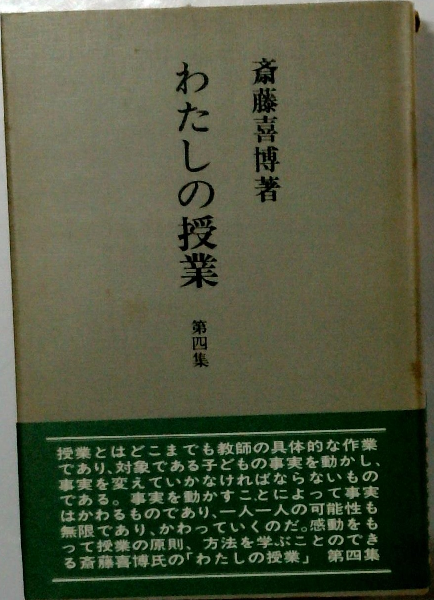 斎藤喜博著
わたしの授業
第四集
授業とはどこまでも教師の具体的な作業
であり、対象である子どもの事実を動かし、
事実を変えていかなければならないもの
である。事実を動かすことによって事実
はかわるものであり、一人一人の可能性も
無限であり、かわっていくのだ。感動をも
って授業の原則、方法を学ぶことのでき
る斎藤喜博氏の「わたしの授業」 第四集